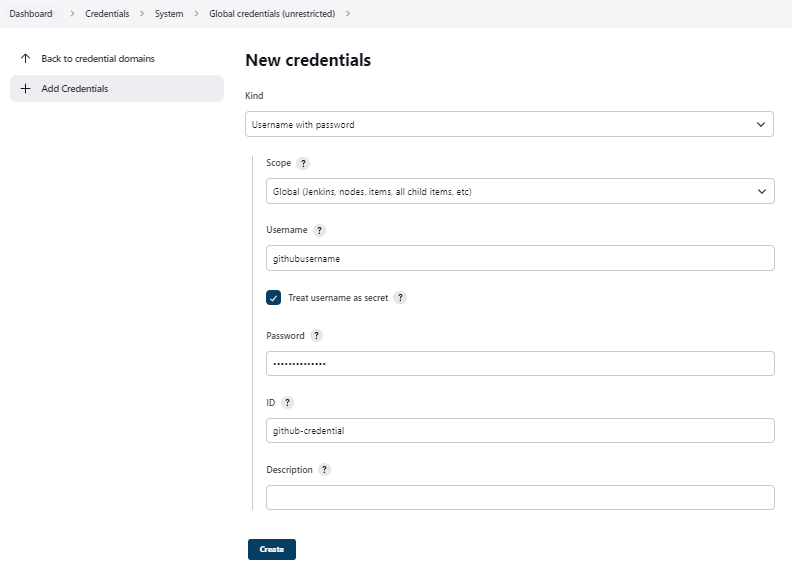 Dashboard > Credentials > System > Global credentials (unrestricted) >
Back to credential domains
Add Credentials
New credentials
Kind
Username with password
Scope ?
Global (Jenkins, nodes, items, all child items, etc)
Username ?
githubusername
Treat username as secret ?
Password ?
••••••••••••••
ID ?
github-credential
Description ?
Create